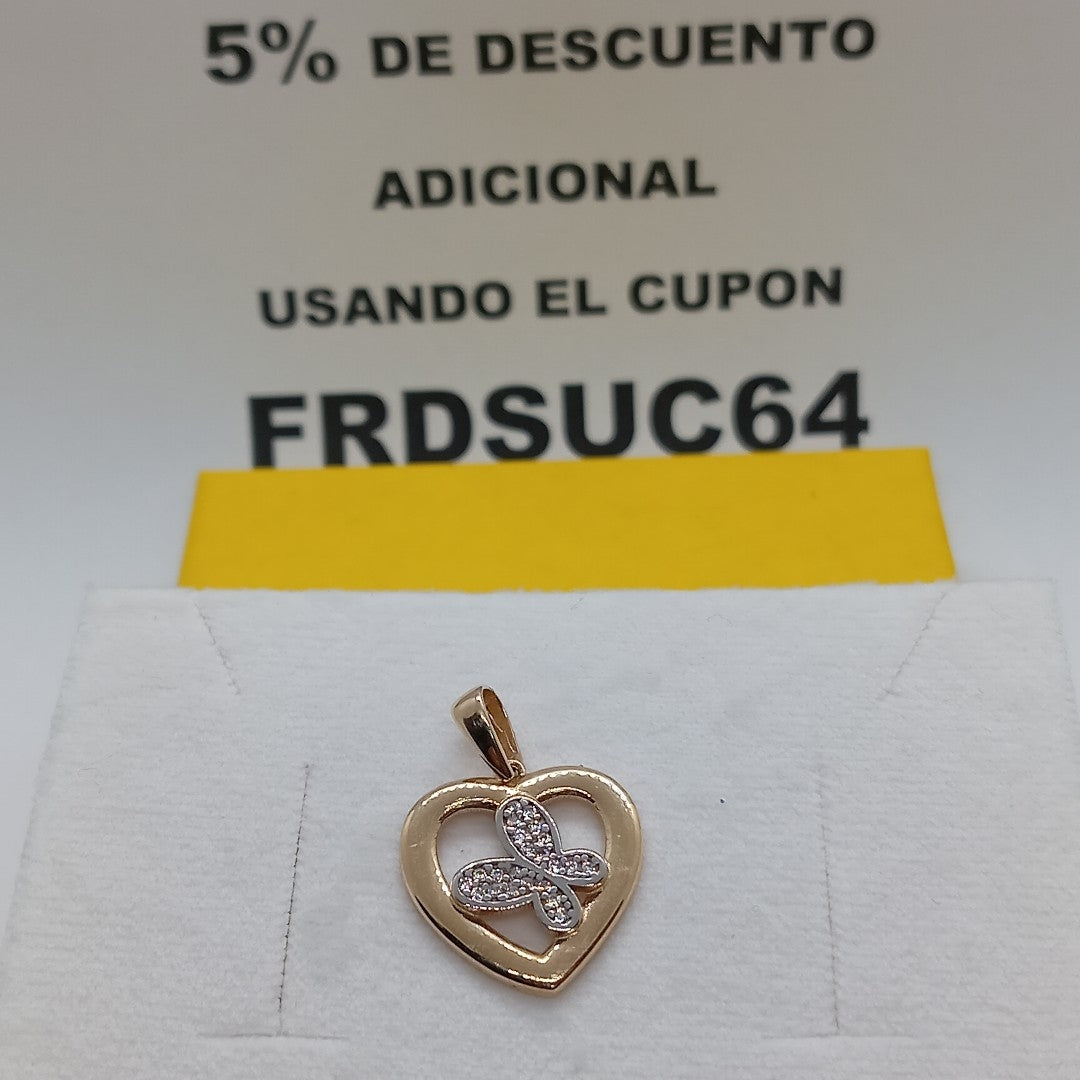 5% DE DESCUENTO
ADICIONAL
USANDO EL CUPON
FRDSUC64